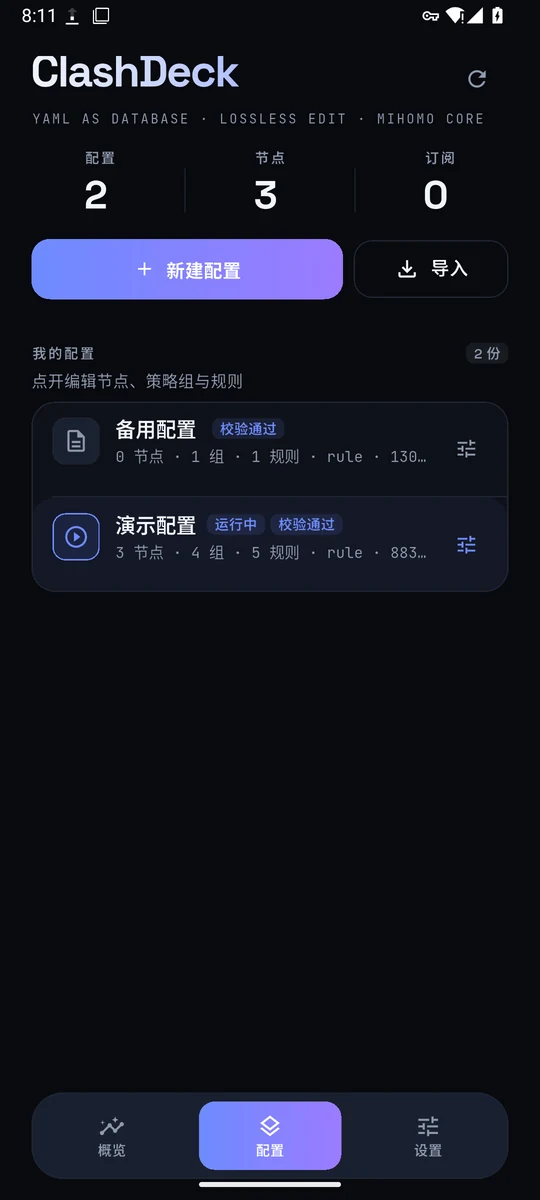 8:11
ClashDeck
YAML AS DATABASE · LOSSLESS EDIT · MIHOMO CORE
配置 节点 订阅
2 3 0
+ 新建配置 导入
我的配置 2 份
点开编辑节点、策略组与规则
备用配置 校验通过
0 节点 · 1 组 · 1 规则 · rule · 130…
演示配置 运行中 校验通过
3 节点 · 4 组 · 5 规则 · rule · 883…
概览 配置 设置